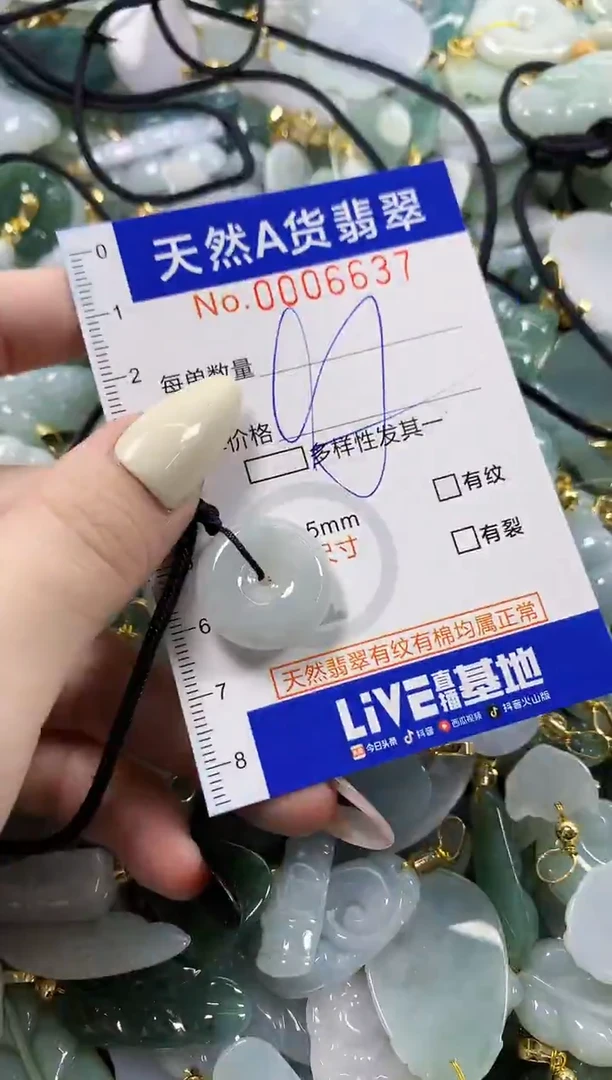 天然A货翡翠
No.0006637
0
1
2
每单数量
价格
多样性发其一
有纹
5mm
尺寸
有裂
6
天然翡翠有纹有棉均属正常
7
LiVE直播基地
8
今日头条 抖音 西瓜视频 抖音火山版